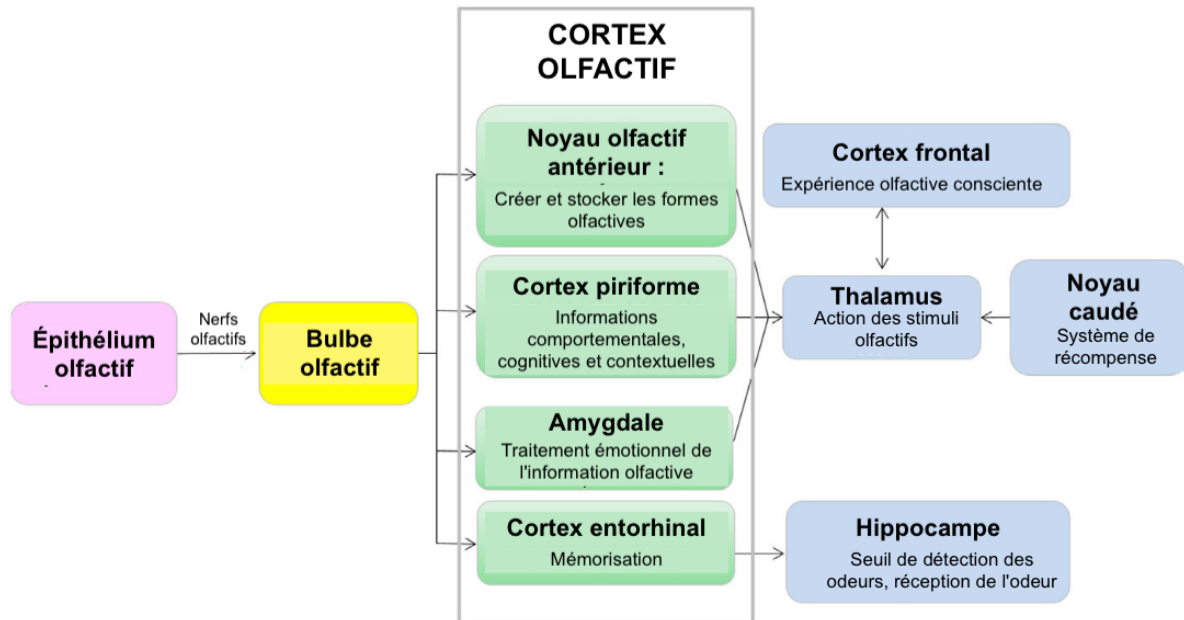 CORTEX
OLFACTIF
Noyau olfactif
antérieur :
Créer et stocker les formes
olfactives
Cortex frontal
Expérience olfactive consciente
Épithélium
olfactif
Nerfs
olfactifs
Bulbe
olfactif
Cortex piriforme
Informations
comportementales,
cognitives et contextuelles
Thalamus
Action des stimuli
olfactifs
Noyau
caudé
Système de
récompense
Amygdale
Traitement émotionnel de
l'information olfactive
Cortex entorhinal
Mémorisation
Hippocampe
Seuil de détection des
odeurs, réception de l'odeur